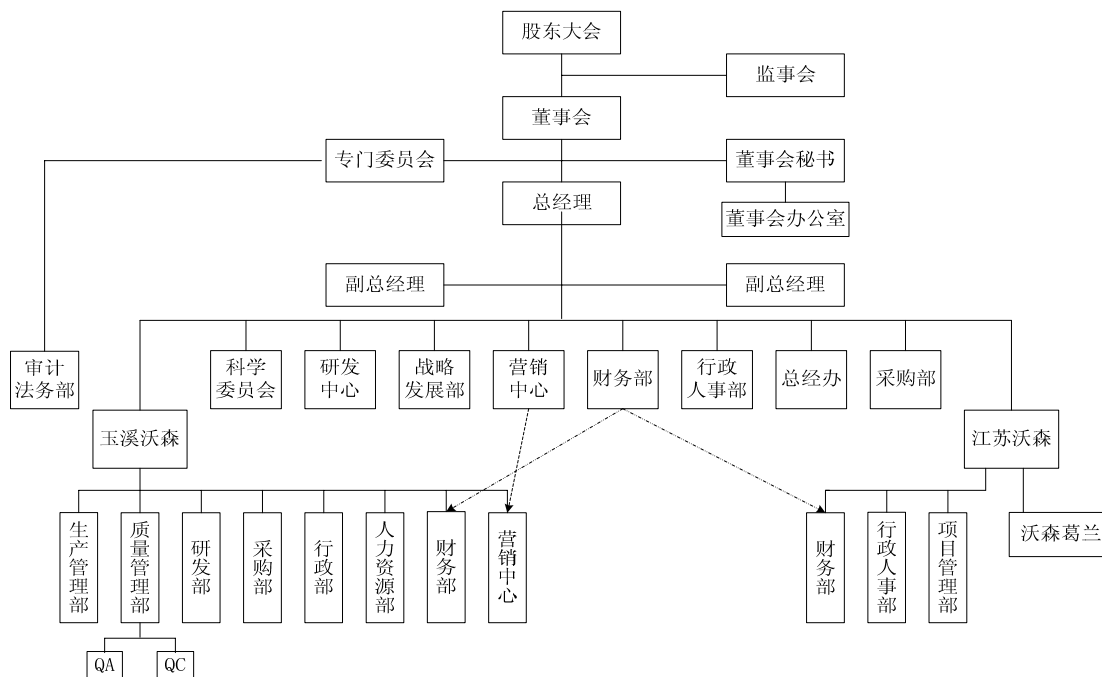 股东大会
监事会
董事会
专门委员会
董事会秘书
总经理
董事会办公室
副总经理
副总经理
审计
法务部
科学
委员会
研发
中心
战略
发展部
营销
中心
财务部
行政
人事部
总经办
采购部
玉溪沃森
江苏沃森
生产管理部
质量管理部
研发部
采购部
行政部
人力资源部
财务部
营销中心
财务部
行政人事部
项目管理部
沃森葛兰
QA
QC